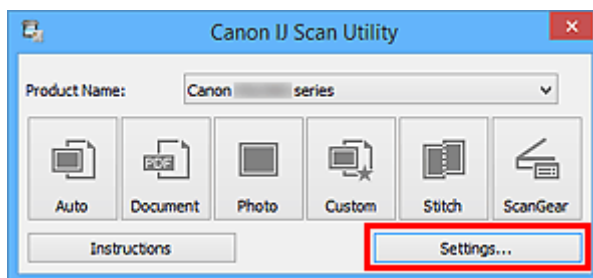 Canon IJ Scan Utility
Product Name: Canon series
PDF
Auto Document Photo Custom Stitch ScanGear
Instructions Settings...